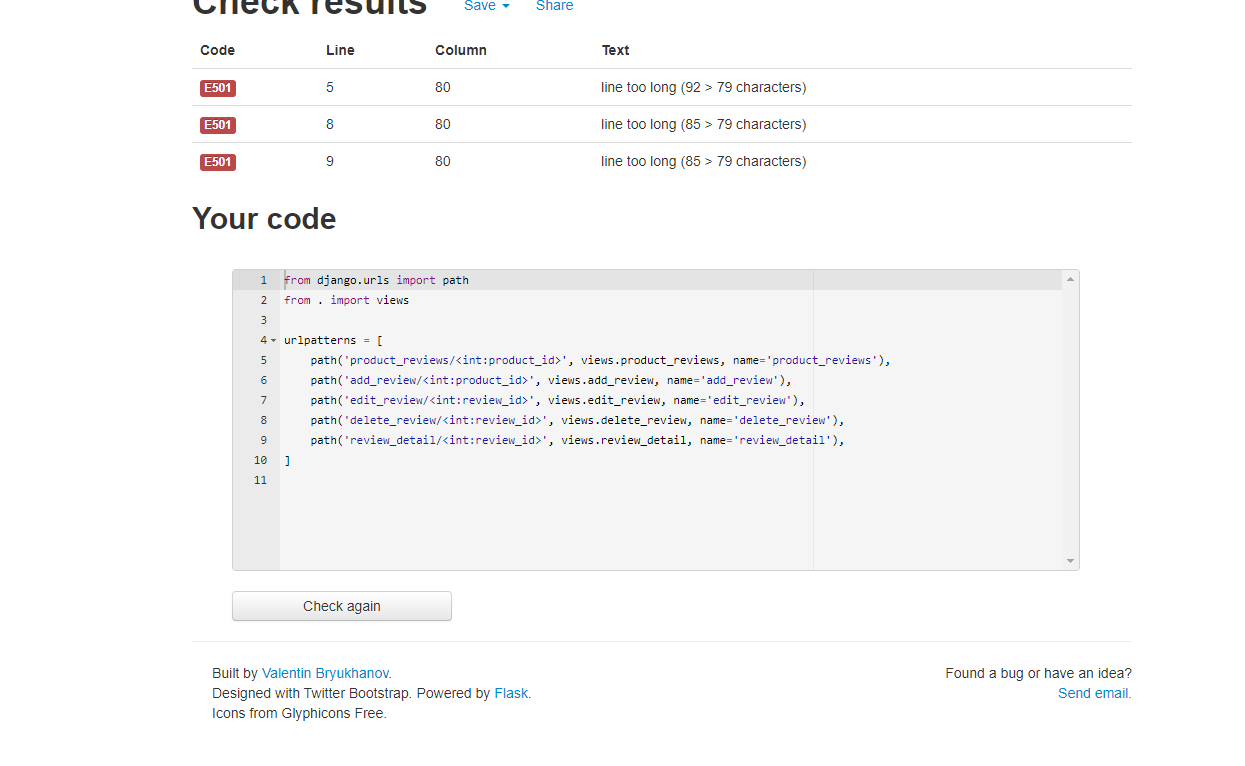 Check results Save Share
Code Line Column Text
E501 5 80 line too long (92 > 79 characters)
E501 8 80 line too long (85 > 79 characters)
E501 9 80 line too long (85 > 79 characters)
Your code
1 from django.urls import path
2 from . import views
3
4 urlpatterns = [
5     path('product_reviews/<int:product_id>', views.product_reviews, name='product_reviews'),
6     path('add_review/<int:product_id>', views.add_review, name='add_review'),
7     path('edit_review/<int:review_id>', views.edit_review, name='edit_review'),
8     path('delete_review/<int:review_id>', views.delete_review, name='delete_review'),
9     path('review_detail/<int:review_id>', views.review_detail, name='review_detail'),
10 ]
11
Check again
Built by Valentin Bryukhanov.
Designed with Twitter Bootstrap. Powered by Flask.
Icons from Glyphicons Free.
Found a bug or have an idea?
Send email.